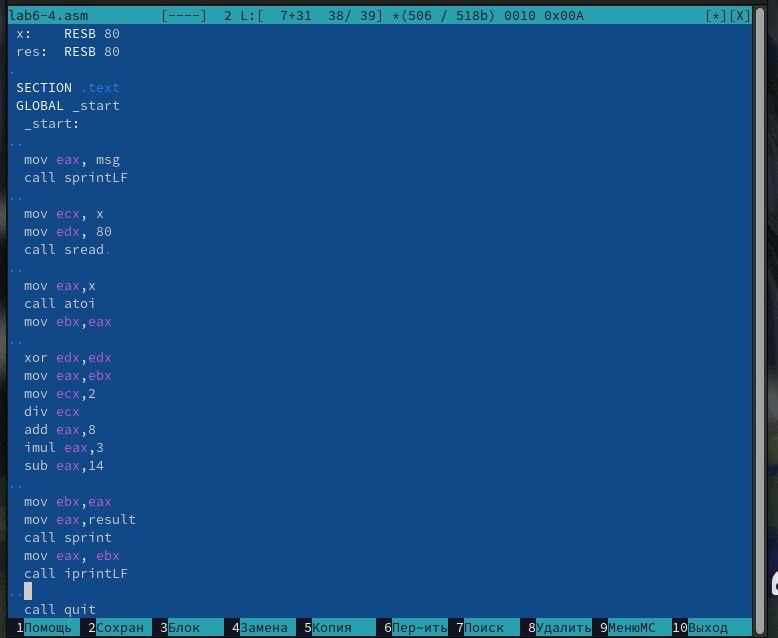 lab6-4.asm [----] 2 L:[ 7+31 38/ 39] *(506 / 518b) 0010 0x00A [*][X]
x: RESB 80
res: RESB 80
.
SECTION .text
GLOBAL _start
_start:
..
mov eax, msg
call sprintLF
..
mov ecx, x
mov edx, 80
call sread.
..
mov eax,x
call atoi
mov ebx,eax
..
xor edx,edx
mov eax,ebx
mov ecx,2
div ecx
add eax,8
imul eax,3
sub eax,14
..
mov ebx,eax
mov eax,result
call sprint
mov eax, ebx
call iprintLF
..
call quit
1Помощь 2Сохран 3Блок 4Замена 5Копия 6Пер~ить 7Поиск 8Удалить 9МенюМС 10Выход